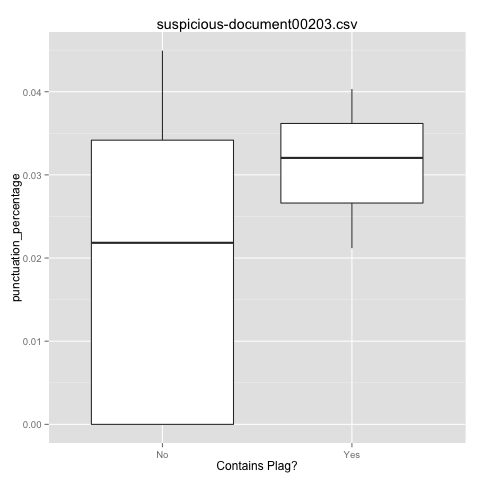 suspicious-document00203.csv
punctuation_percentage
0.04
0.03
0.02
0.01
0.00
No Yes
Contains Plag?